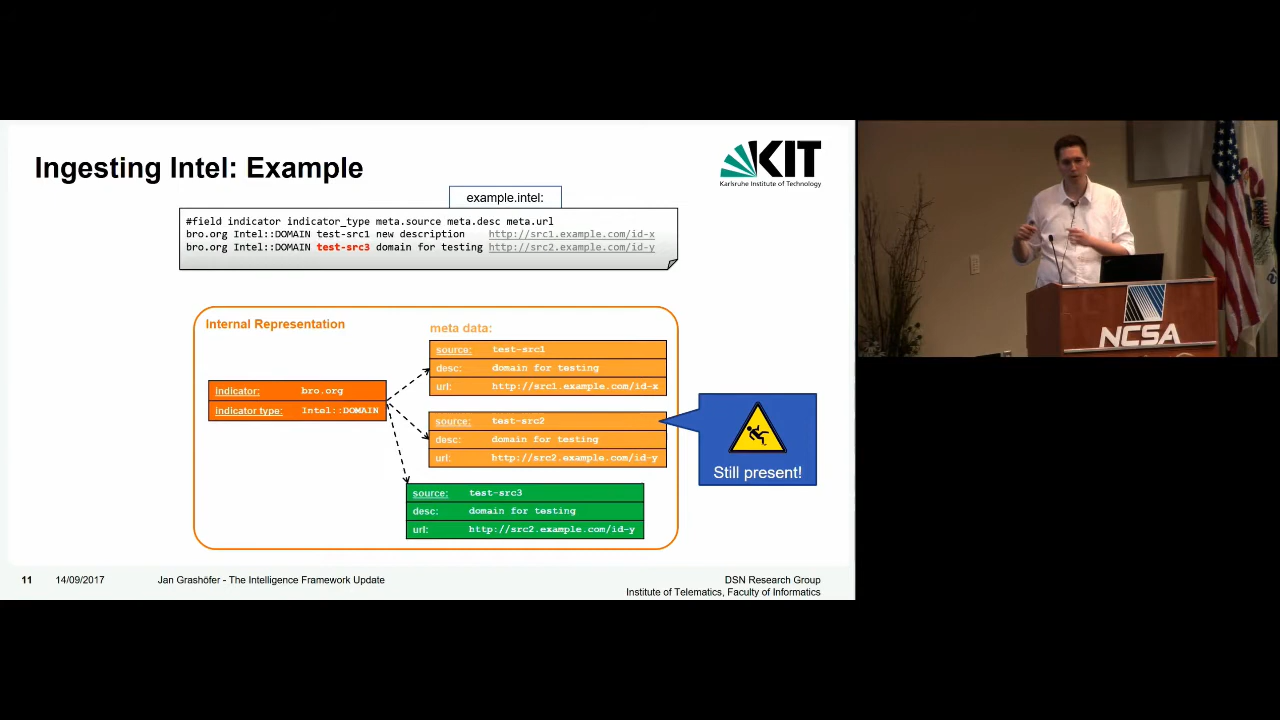 Ingesting Intel: Example
KIT
Karlsruhe Institute of Technology
example.intel:
#field indicator indicator_type meta.source meta.desc meta.url
bro.org Intel::DOMAIN test-src1 new description http://src1.example.com/id-x
bro.org Intel::DOMAIN test-src3 domain for testing http://src2.example.com/id-y
Internal Representation
meta data:
source: test-src1
desc: domain for testing
url: http://src1.example.com/id-x
indicator: bro.org
indicator type: Intel::DOMAIN
source: test-src2
desc: domain for testing
url: http://src2.example.com/id-y
Still present!
source: test-src3
desc: domain for testing
url: http://src2.example.com/id-y
11 14/09/2017 Jan Grashöfer - The Intelligence Framework Update
DSN Research Group
Institute of Telematics, Faculty of Informatics
NCSA